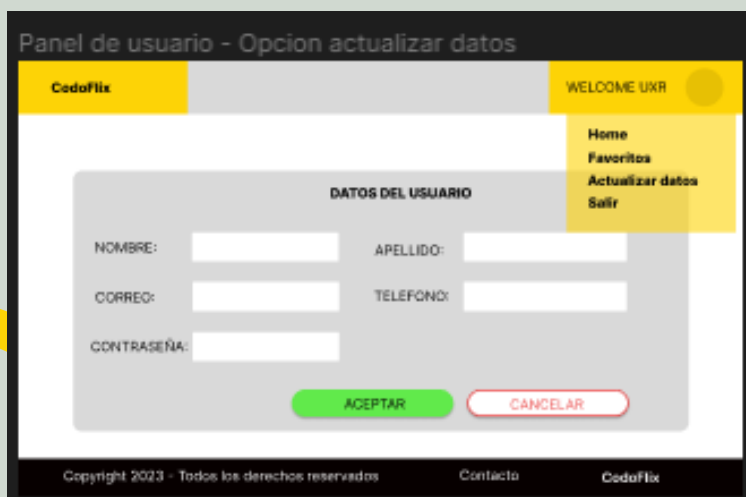 Panel de usuario - Opcion actualizar datos
CodoFlix
WELCOME UXR
Home
Favoritos
Actualizar datos
Salir
DATOS DEL USUARIO
NOMBRE:
APELLIDO:
CORREO:
TELEFONO:
CONTRASEÑA:
ACEPTAR
CANCELAR
Copyright 2023 - Todos los derechos reservados
Contacto
CodoFlix